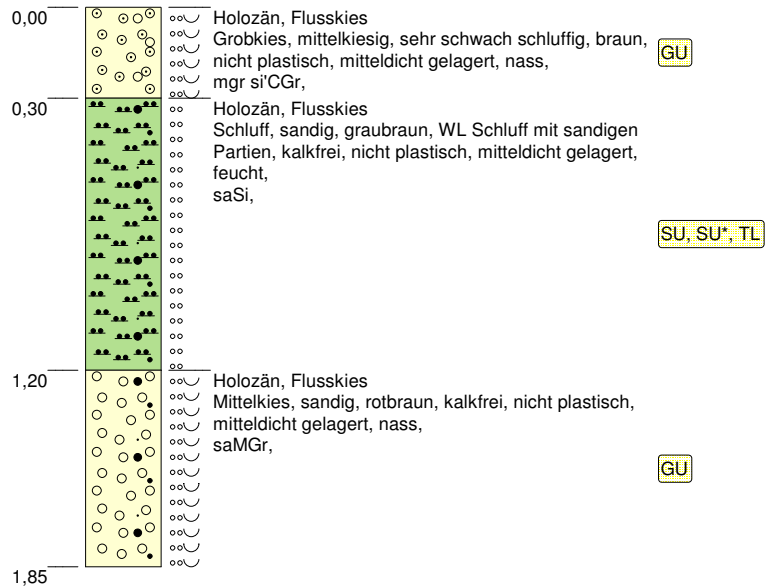 0,00
Holozän, Flusskies
Grobkies, mittelkiesig, sehr schwach schluffig, braun,
nicht plastisch, mitteldicht gelagert, nass,
mgr si'CGr,
GU
0,30
Holozän, Flusskies
Schluff, sandig, graubraun, WL Schluff mit sandigen
Partien, kalkfrei, nicht plastisch, mitteldicht gelagert,
feucht,
saSi,
SU, SU*, TL
1,20
Holozän, Flusskies
Mittelkies, sandig, rotbraun, kalkfrei, nicht plastisch,
mitteldicht gelagert, nass,
saMGr,
GU
1,85